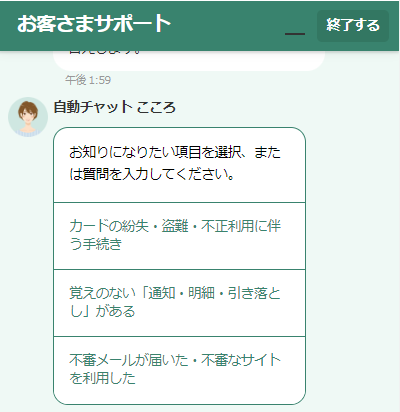 お客さまサポート
終了する
答えします。
午後 1:59
自動チャット こころ
お知りになりたい項目を選択、また
は質問を入力してください。
カードの紛失・盗難・不正利用に伴
う手続き
覚えのない「通知・明細・引き落と
し」がある
不審メールが届いた・不審なサイト
を利用した